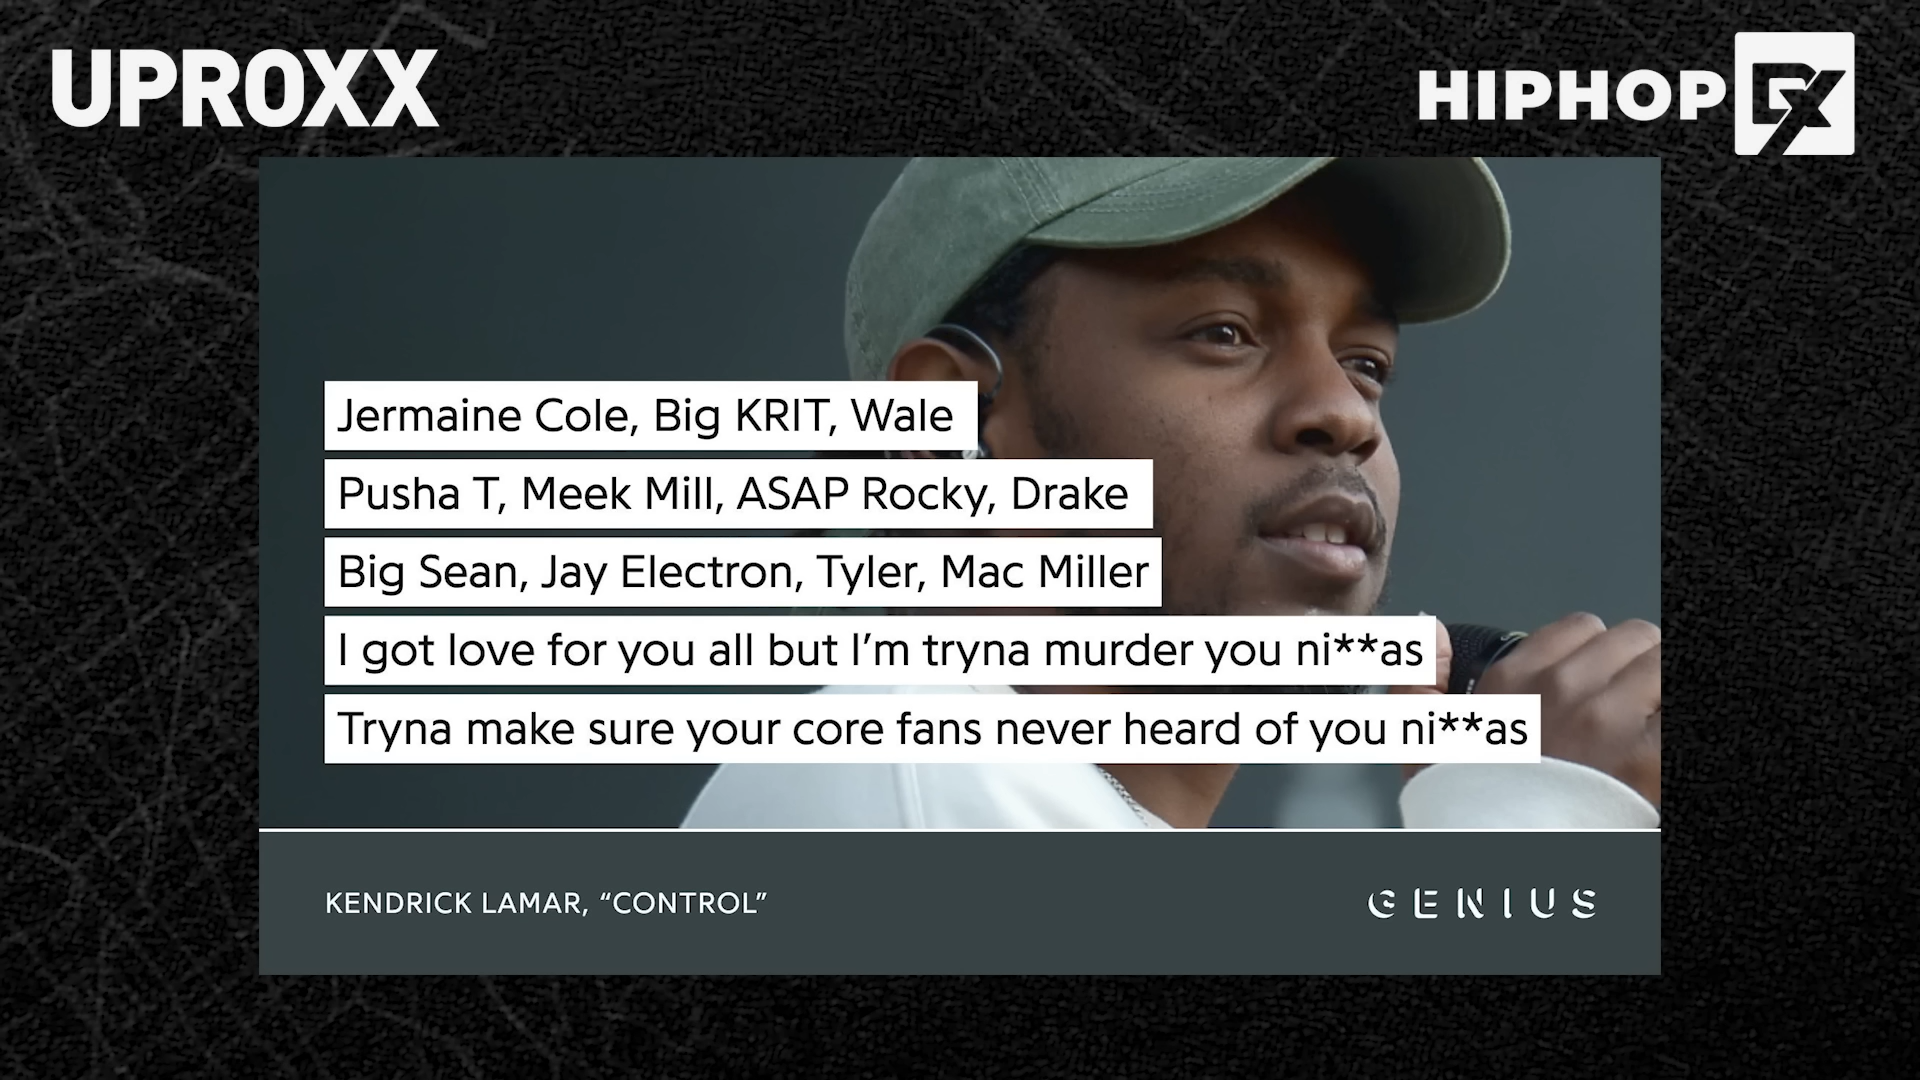 UPROXX
HIPHOP DX
Jermaine Cole, Big KRIT, Wale
Pusha T, Meek Mill, ASAP Rocky, Drake
Big Sean, Jay Electron, Tyler, Mac Miller
I got love for you all but I’m tryna murder you ni**as
Tryna make sure your core fans never heard of you ni**as
KENDRICK LAMAR, “CONTROL”
GENIUS